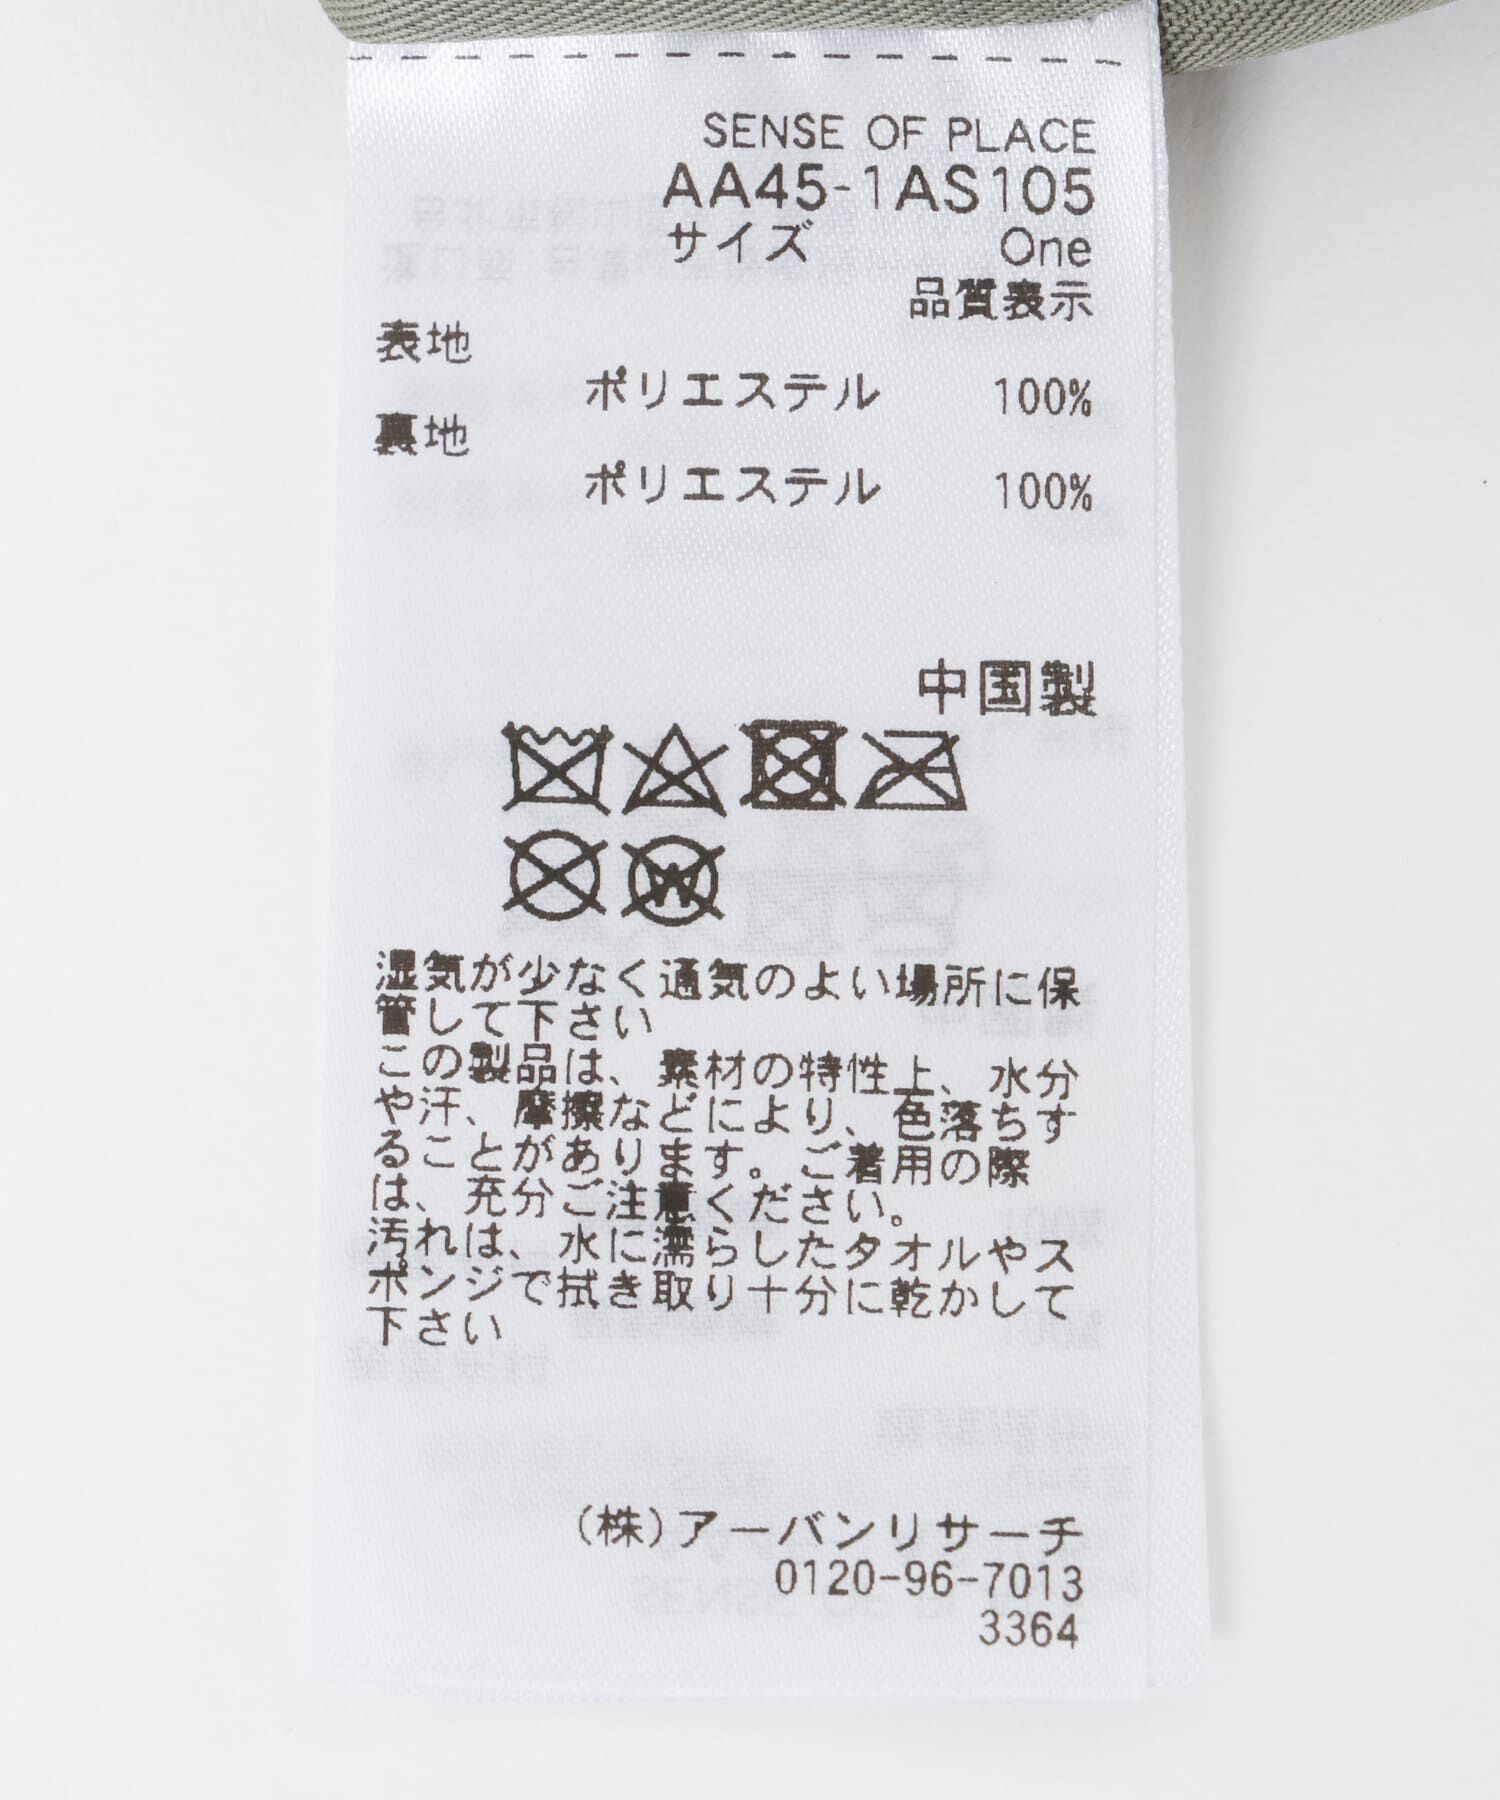 SENSE OF PLACE
AA45-1AS105
サイズ One
品質表示
表地
ポリエステル 100%
裏地
ポリエステル 100%
中国製
湿気が少なく通気のよい場所に保
管して下さい
この製品は、素材の特性上、水分
や汗、摩擦などにより、色落ちす
ることがあります。ご着用の際
は、充分ご注意ください。
汚れは、水に濡らしたタオルやス
ポンジで拭き取り十分に乾かして
下さい
(株)アーバンリサーチ
0120-96-7013
3364